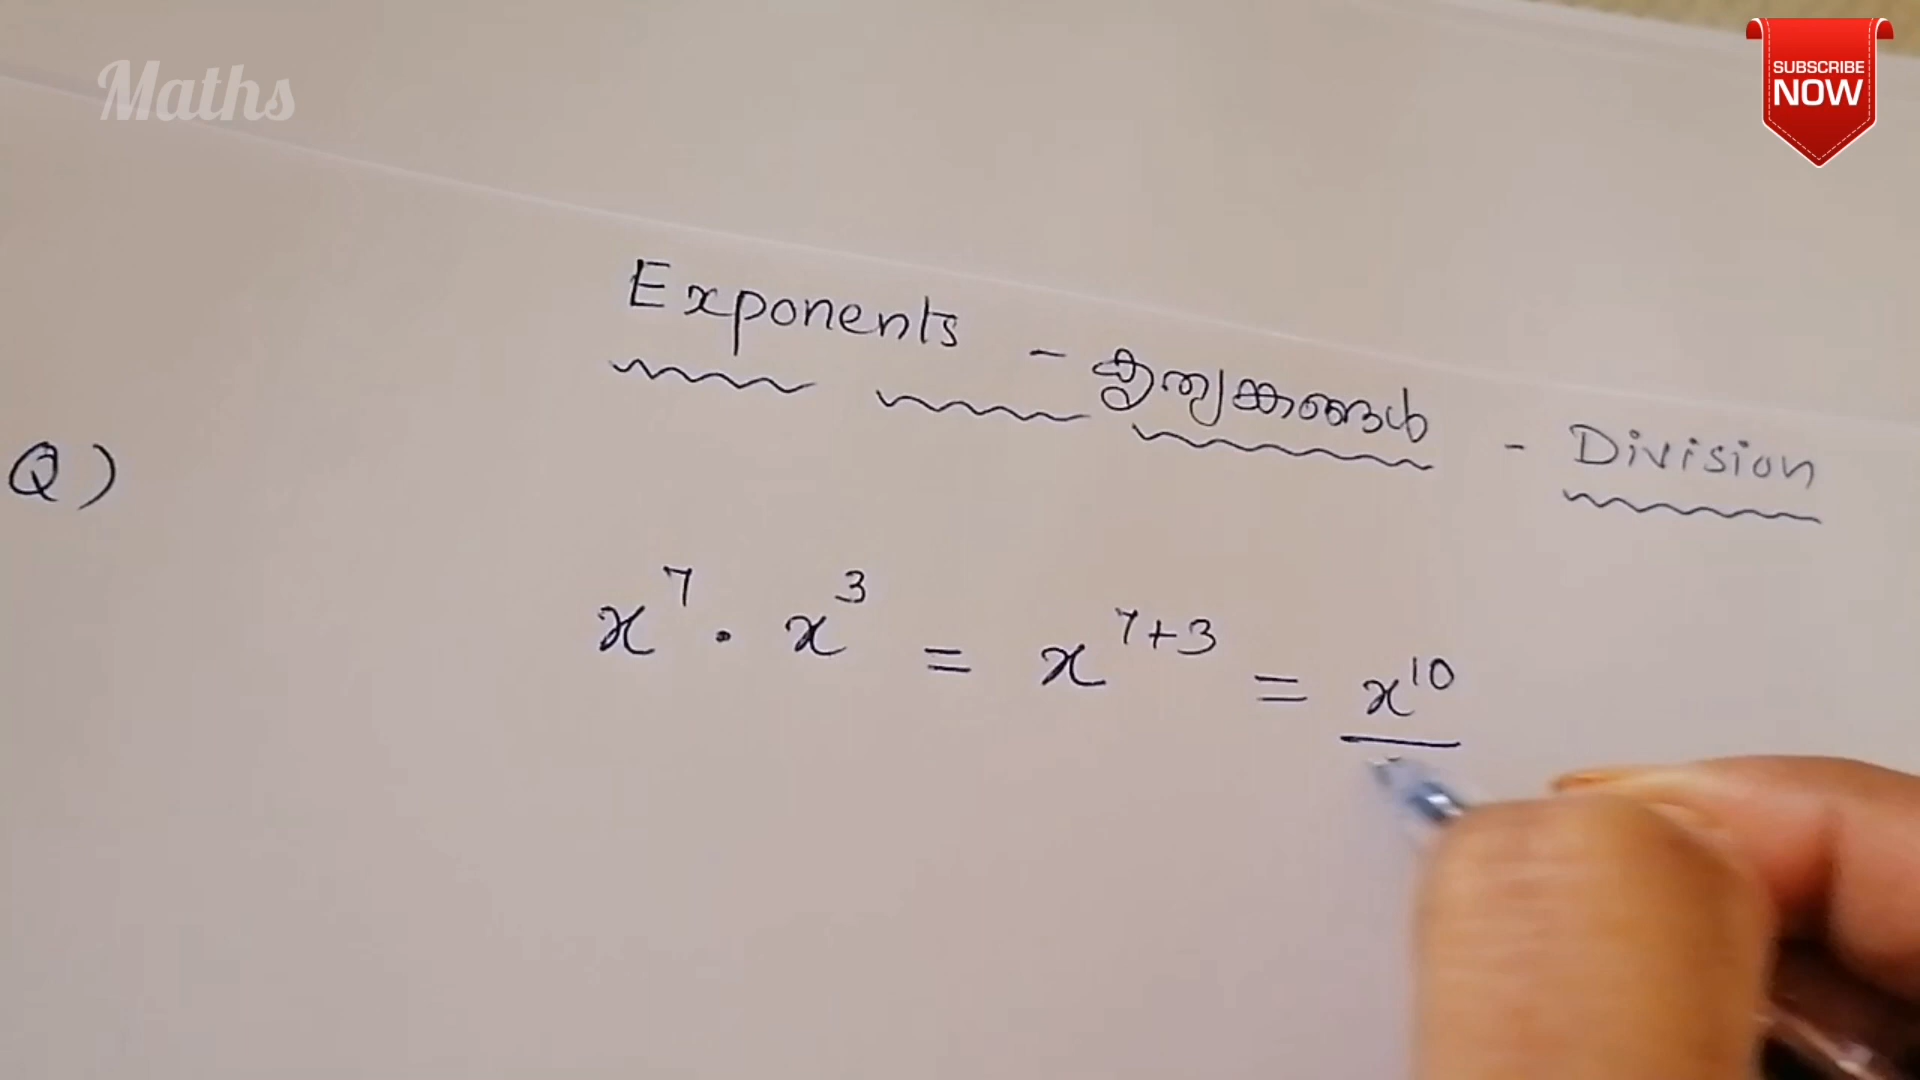 Maths
SUBSCRIBE
NOW
Exponents - കൃത്യങ്കങ്ങൾ - Division
Q)
x⁷ · x³ = x⁷⁺³ = x¹⁰